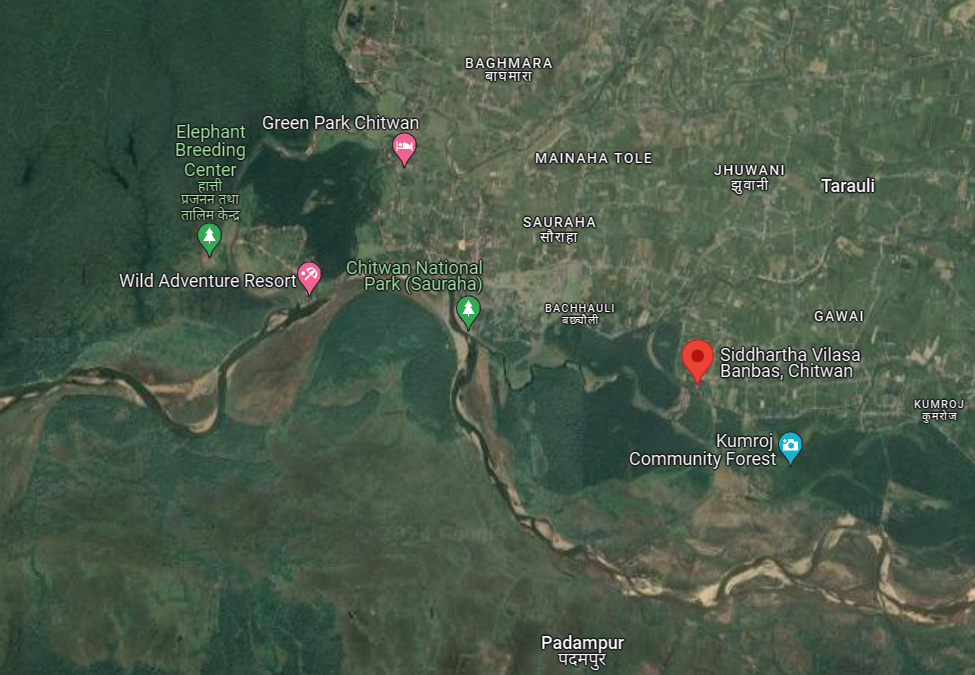 BAGHMARA
बाघमारा
Green Park Chitwan
Elephant
Breeding
Center
हात्ती
प्रजनन तथा
तालिम केन्द्र
MAINAHA TOLE
JHUWANI
झुवानी
Tarauli
SAURAHA
सौराहा
Wild Adventure Resort
Chitwan National
Park (Sauraha)
BACHHAULI
बछ्यौली
GAWAI
Siddhartha Vilasa
Banbas, Chitwan
KUMROJ
कुमरोज
Kumroj
Community Forest
Padampur
पदमपुर